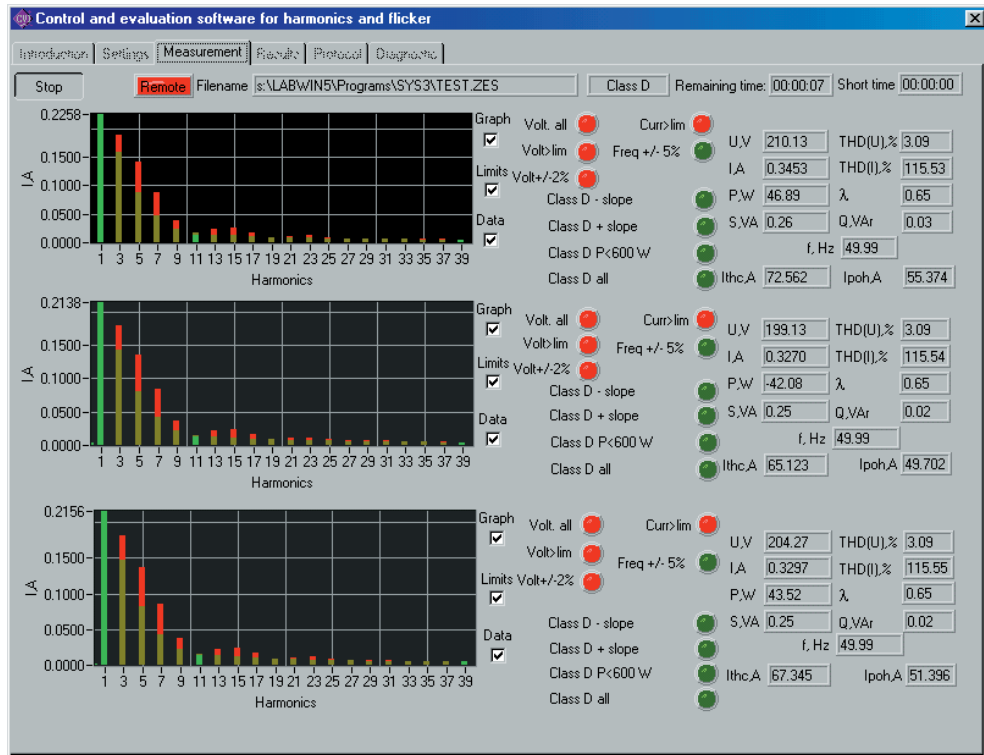 Control and evaluation software for harmonics and flicker
Introduction Settings Measurement Results Protocol Diagnostic
Stop Remote Filename s:\LABWIN5\Programs\SYS3\TEST.ZES Class D Remaining time: 00:00:07 Short time 00:00:00
0.2258
0.1500
0.1000
0.0500
0.0000
I,A
1 3 5 7 9 11 13 15 17 19 21 23 25 27 29 31 33 35 37 39
Harmonics
Graph
Limits
Data
Volt. all Curr>lim
Volt>lim Freq +/- 5%
Volt+/-2%
Class D - slope
Class D + slope
Class D P<600 W
Class D all
U,V 210.13 THD(U),% 3.09
I,A 0.3453 THD(I),% 115.53
P,W 46.89 λ 0.65
S,VA 0.26 Q,VAr 0.03
f, Hz 49.99
Ithc,A 72.562 Ipoh,A 55.374
0.2138
0.1500
0.1000
0.0500
0.0000
I,A
1 3 5 7 9 11 13 15 17 19 21 23 25 27 29 31 33 35 37 39
Harmonics
Graph
Limits
Data
Volt. all Curr>lim
Volt>lim Freq +/- 5%
Volt+/-2%
Class D - slope
Class D + slope
Class D P<600 W
Class D all
U,V 199.13 THD(U),% 3.09
I,A 0.3270 THD(I),% 115.54
P,W -42.08 λ 0.65
S,VA 0.25 Q,VAr 0.02
f, Hz 49.99
Ithc,A 65.123 Ipoh,A 49.702
0.2156
0.1500
0.1000
0.0500
0.0000
I,A
1 3 5 7 9 11 13 15 17 19 21 23 25 27 29 31 33 35 37 39
Harmonics
Graph
Limits
Data
Volt. all Curr>lim
Volt>lim Freq +/- 5%
Volt+/-2%
Class D - slope
Class D + slope
Class D P<600 W
Class D all
U,V 204.27 THD(U),% 3.09
I,A 0.3297 THD(I),% 115.55
P,W 43.52 λ 0.65
S,VA 0.25 Q,VAr 0.02
f, Hz 49.99
Ithc,A 67.345 Ipoh,A 51.396